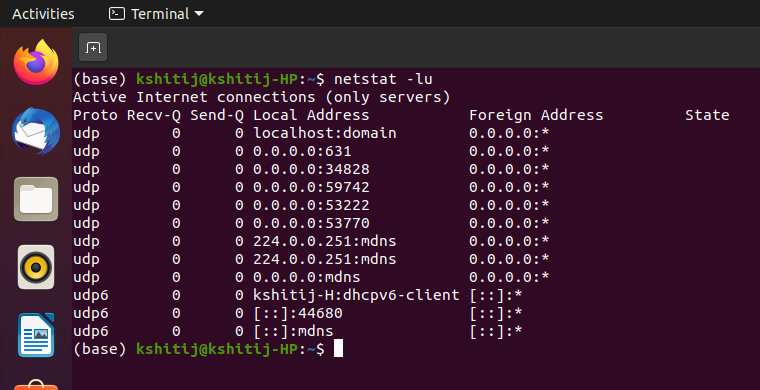 Activities Terminal
(base) kshitij@kshitij-HP:~$ netstat -lu
Active Internet connections (only servers)
Proto Recv-Q Send-Q Local Address           Foreign Address         State
udp        0      0 localhost:domain        0.0.0.0:*
udp        0      0 0.0.0.0:631             0.0.0.0:*
udp        0      0 0.0.0.0:34828           0.0.0.0:*
udp        0      0 0.0.0.0:59742           0.0.0.0:*
udp        0      0 0.0.0.0:53222           0.0.0.0:*
udp        0      0 0.0.0.0:53770           0.0.0.0:*
udp        0      0 224.0.0.251:mdns        0.0.0.0:*
udp        0      0 224.0.0.251:mdns        0.0.0.0:*
udp        0      0 0.0.0.0:mdns            0.0.0.0:*
udp6       0      0 kshitij-H:dhcpv6-client [::]:*
udp6       0      0 [::]:44680              [::]:*
udp6       0      0 [::]:mdns               [::]:*
(base) kshitij@kshitij-HP:~$